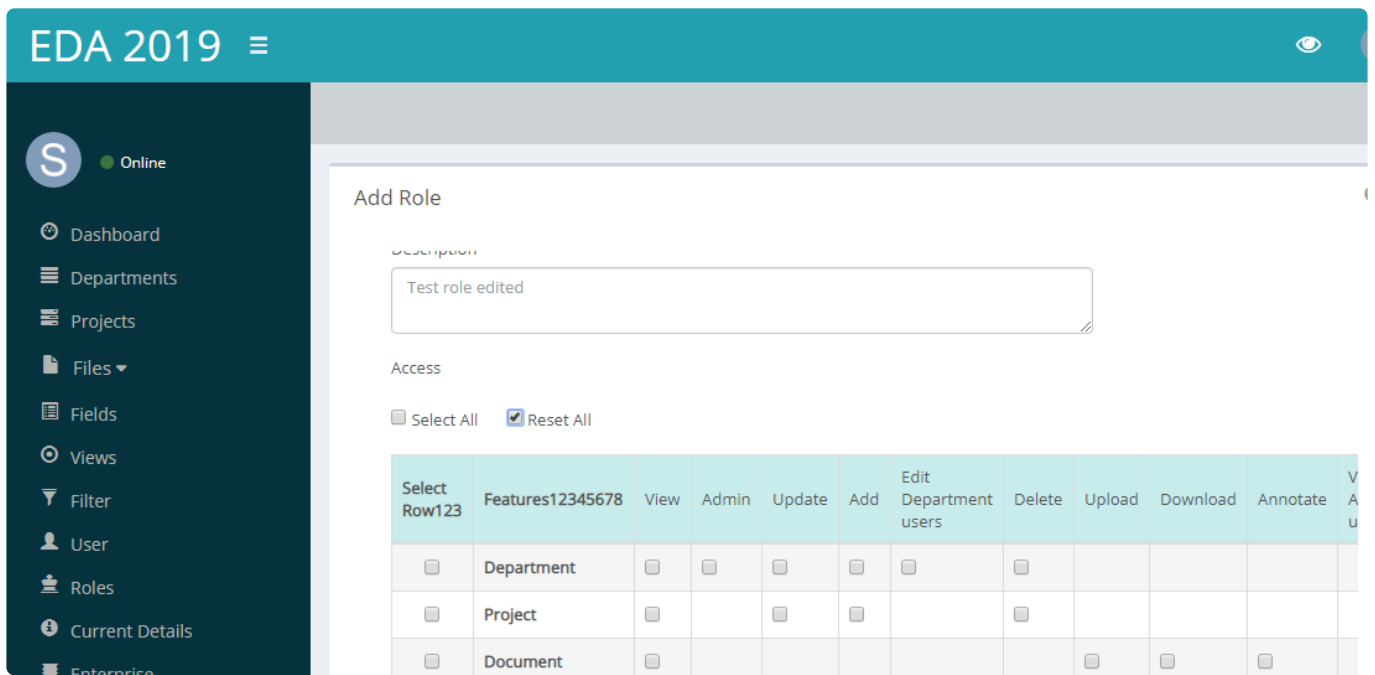 EDA 2019
S
Online
Dashboard
Departments
Projects
Files
Fields
Views
Filter
User
Roles
Current Details
Enterprise
Add Role
Description
Test role edited
Access
Select All Reset All
Select Row123 Features12345678 View Admin Update Add Edit Department users Delete Upload Download Annotate
Department
Project
Document